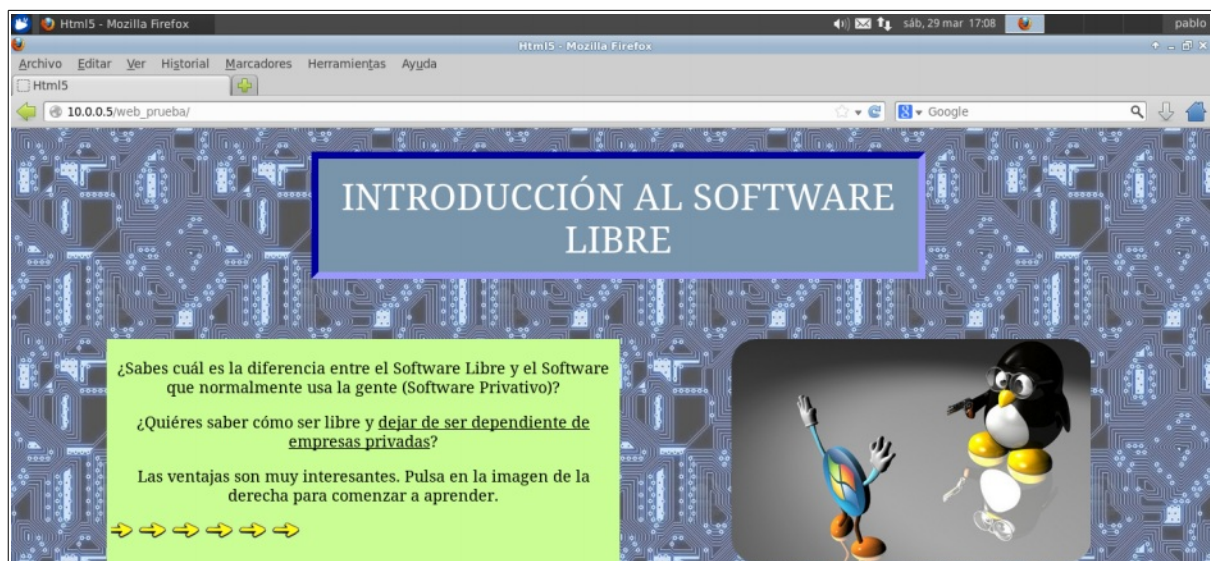 Html5 - Mozilla Firefox
sáb, 29 mar 17:08
pablo
Html5 - Mozilla Firefox
Archivo Editar Ver Historial Marcadores Herramientas Ayuda
Html5
10.0.0.5/web_prueba/
Google
INTRODUCCIÓN AL SOFTWARE
LIBRE
¿Sabes cuál es la diferencia entre el Software Libre y el Software
que normalmente usa la gente (Software Privativo)?
¿Quiéres saber cómo ser libre y dejar de ser dependiente de
empresas privadas?
Las ventajas son muy interesantes. Pulsa en la imagen de la
derecha para comenzar a aprender.